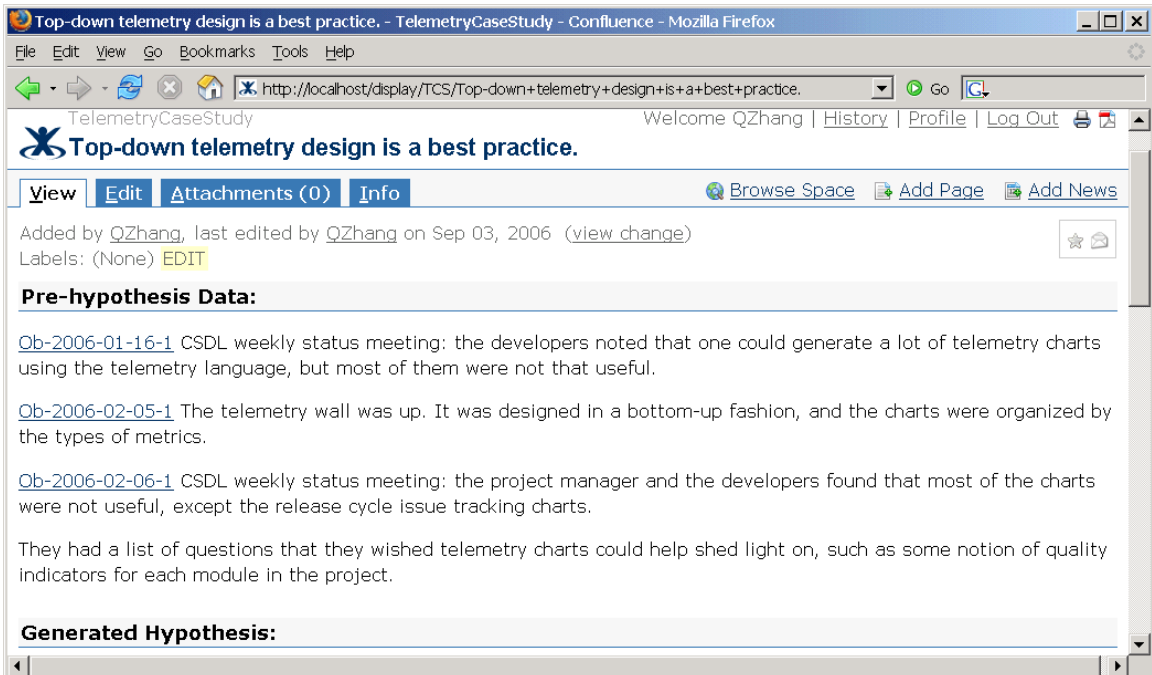 Top-down telemetry design is a best practice. - TelemetryCaseStudy - Confluence - Mozilla Firefox
File Edit View Go Bookmarks Tools Help
http://localhost/display/TCS/Top-down+telemetry+design+is+a+best+practice. Go G
TelemetryCaseStudy Welcome QZhang | History | Profile | Log Out
Top-down telemetry design is a best practice.
View Edit Attachments (0) Info Browse Space Add Page Add News
Added by QZhang, last edited by QZhang on Sep 03, 2006 (view change)
Labels: (None) EDIT
Pre-hypothesis Data:
Ob-2006-01-16-1 CSDL weekly status meeting: the developers noted that one could generate a lot of telemetry charts
using the telemetry language, but most of them were not that useful.
Ob-2006-02-05-1 The telemetry wall was up. It was designed in a bottom-up fashion, and the charts were organized by
the types of metrics.
Ob-2006-02-06-1 CSDL weekly status meeting: the project manager and the developers found that most of the charts
were not useful, except the release cycle issue tracking charts.
They had a list of questions that they wished telemetry charts could help shed light on, such as some notion of quality
indicators for each module in the project.
Generated Hypothesis: